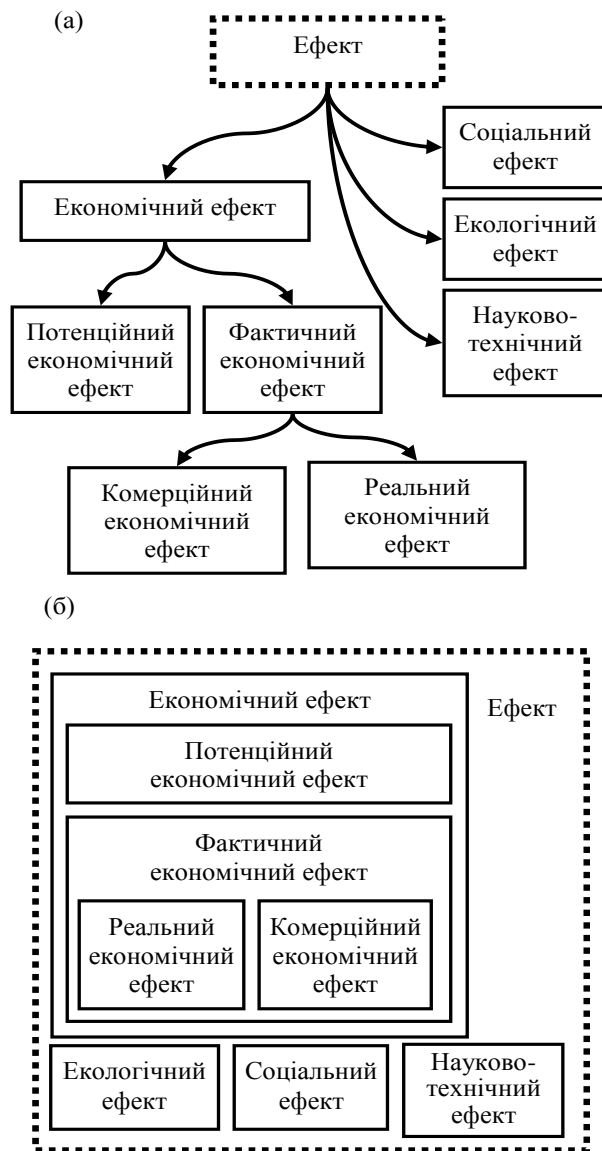 (а)
Ефект
Соціальний
ефект
Економічний ефект
Екологічний
ефект
Потенційний
економічний
ефект
Фактичний
економічний
ефект
Науково-
технічний
ефект
Комерційний
економічний
ефект
Реальний
економічний
ефект
(б)
Економічний ефект
Ефект
Потенційний
економічний ефект
Фактичний
економічний ефект
Реальний
економічний
ефект
Комерційний
економічний
ефект
Екологічний
ефект
Соціальний
ефект
Науково-
технічний
ефект